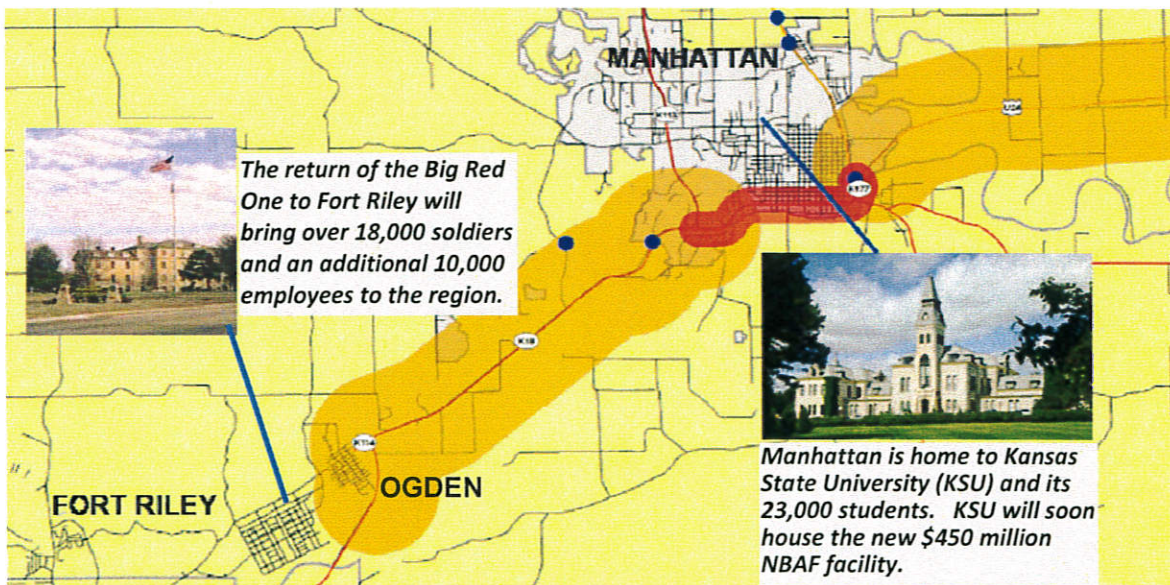 MANHATTAN
K113
U24
K177
The return of the Big Red
One to Fort Riley will
bring over 18,000 soldiers
and an additional 10,000
employees to the region.
K18
K114
OGDEN
FORT RILEY
Manhattan is home to Kansas
State University (KSU) and its
23,000 students. KSU will soon
house the new $450 million
NBAF facility.